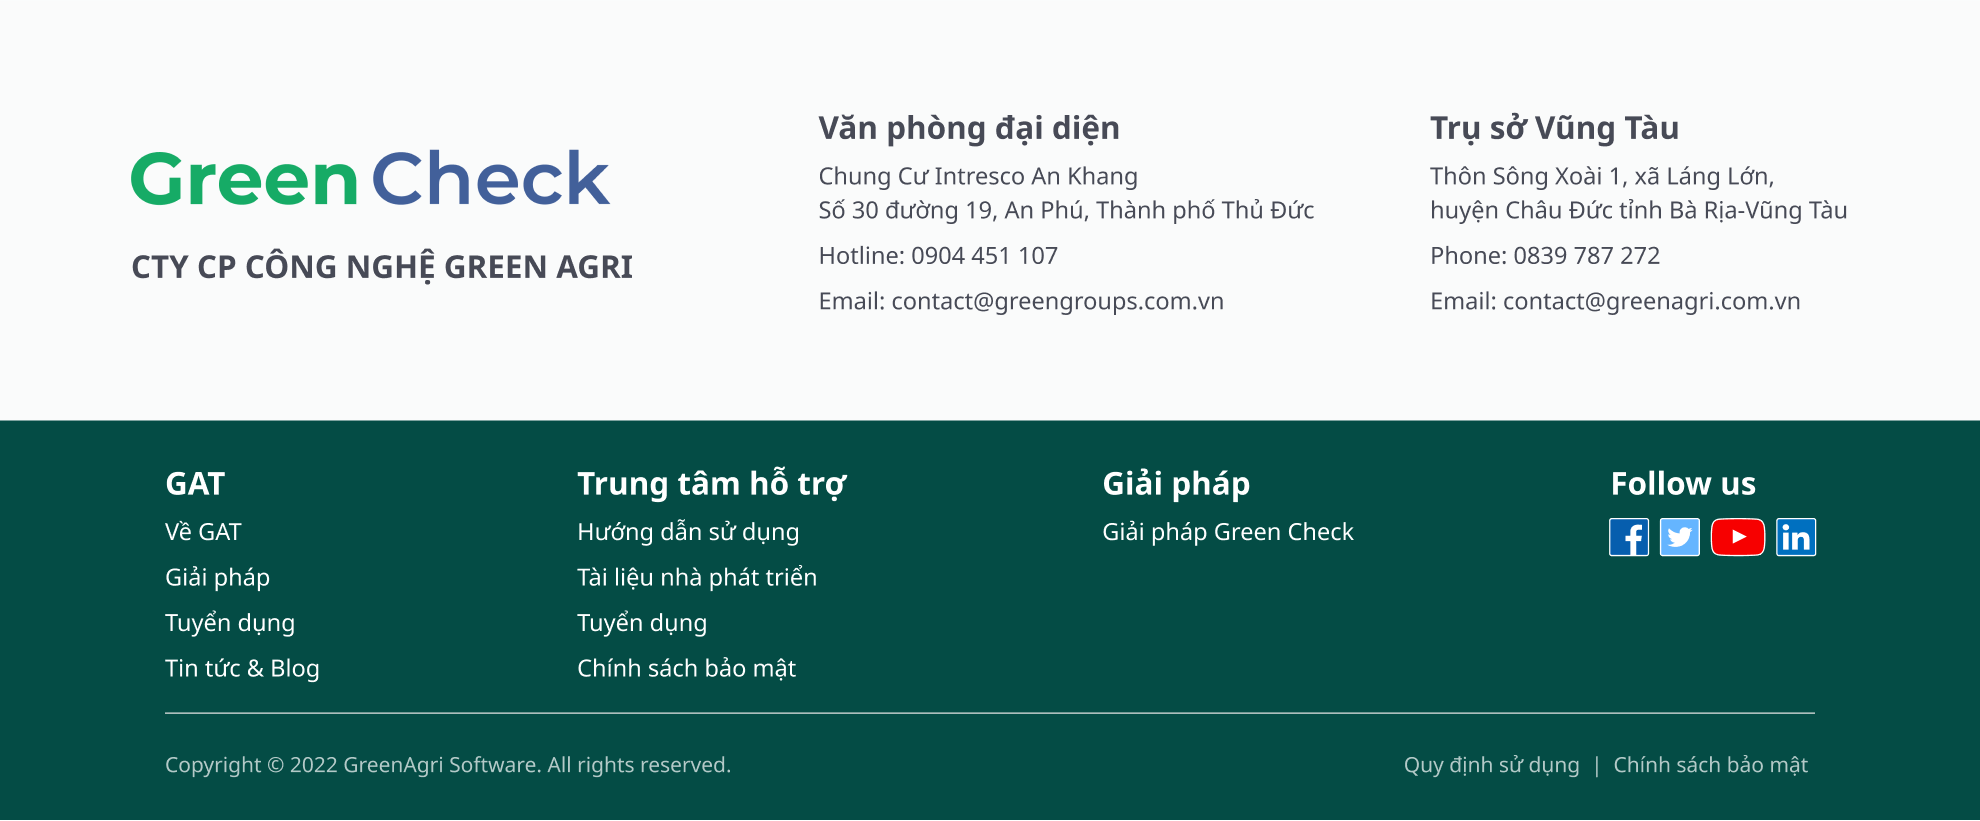 Green Check
CTY CP CÔNG NGHỆ GREEN AGRI
Văn phòng đại diện
Chung Cư Intresco An Khang
Số 30 đường 19, An Phú, Thành phố Thủ Đức
Hotline: 0904 451 107
Email: contact@greengroups.com.vn
Trụ sở Vũng Tàu
Thôn Sông Xoài 1, xã Láng Lớn,
huyện Châu Đức tỉnh Bà Rịa-Vũng Tàu
Phone: 0839 787 272
Email: contact@greenagri.com.vn
GAT
Về GAT
Giải pháp
Tuyển dụng
Tin tức & Blog
Trung tâm hỗ trợ
Hướng dẫn sử dụng
Tài liệu nhà phát triển
Tuyển dụng
Chính sách bảo mật
Giải pháp
Giải pháp Green Check
Follow us
Copyright © 2022 GreenAgri Software. All rights reserved.
Quy định sử dụng | Chính sách bảo mật